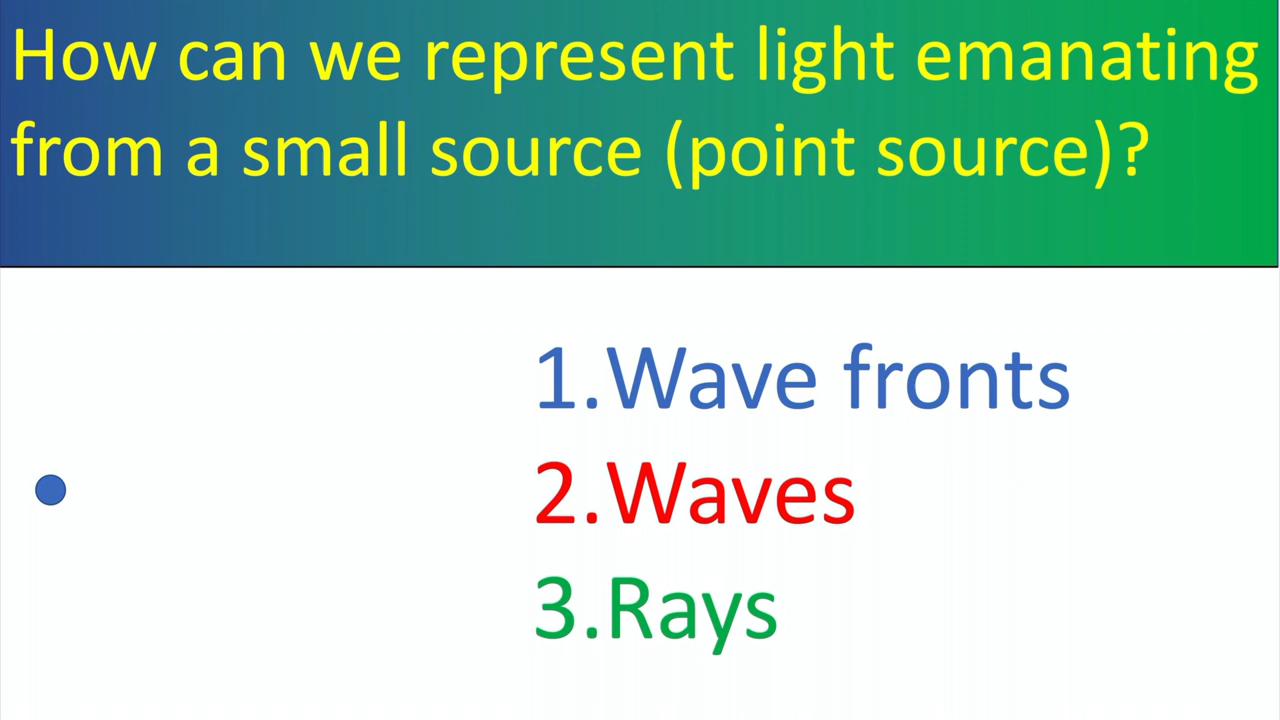 How can we represent light emanating
from a small source (point source)?
1.Wave fronts
2.Waves
3.Rays